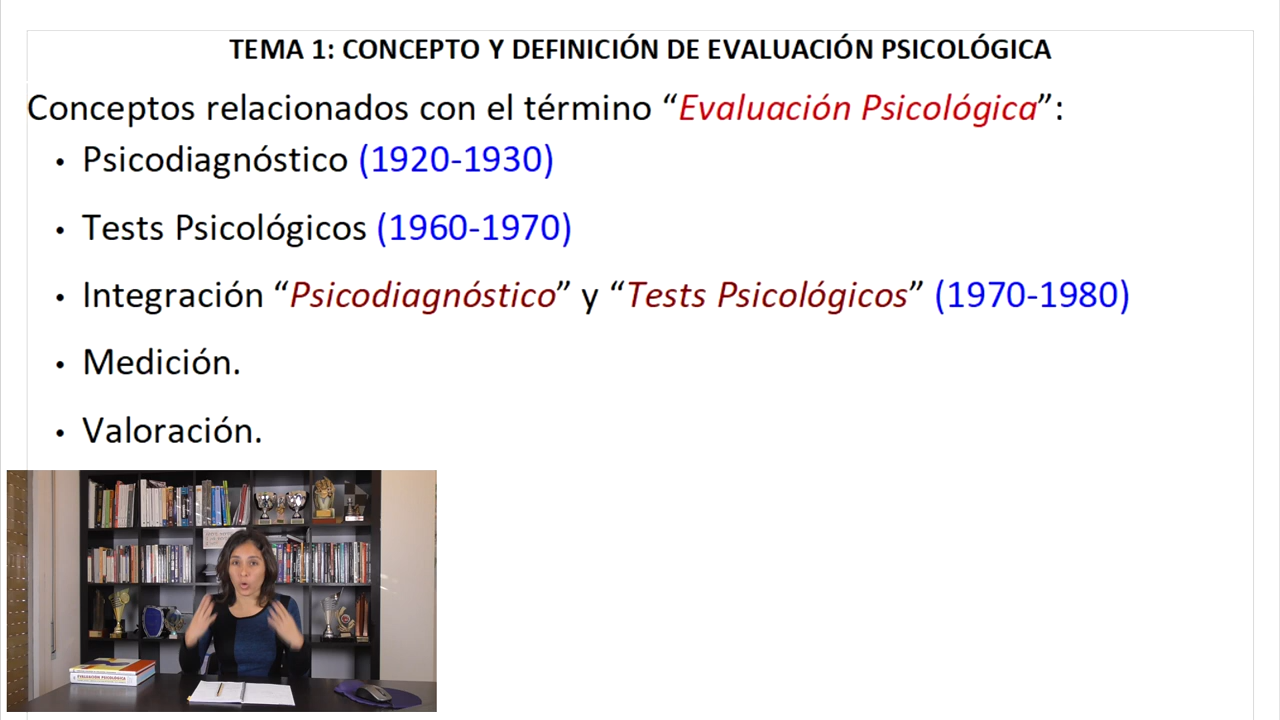 TEMA 1: CONCEPTO Y DEFINICIÓN DE EVALUACIÓN PSICOLÓGICA
Conceptos relacionados con el término “Evaluación Psicológica”:
• Psicodiagnóstico (1920-1930)
• Tests Psicológicos (1960-1970)
• Integración “Psicodiagnóstico” y “Tests Psicológicos” (1970-1980)
• Medición.
• Valoración.
EVALUACIÓN PSICOLÓGICA